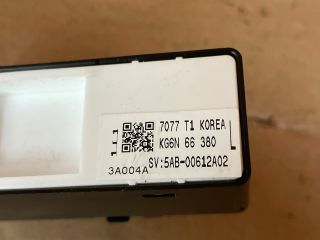 7077 T1 KOREA
KG6N 66 380 L
SV:5AB-00612A02
3A004A